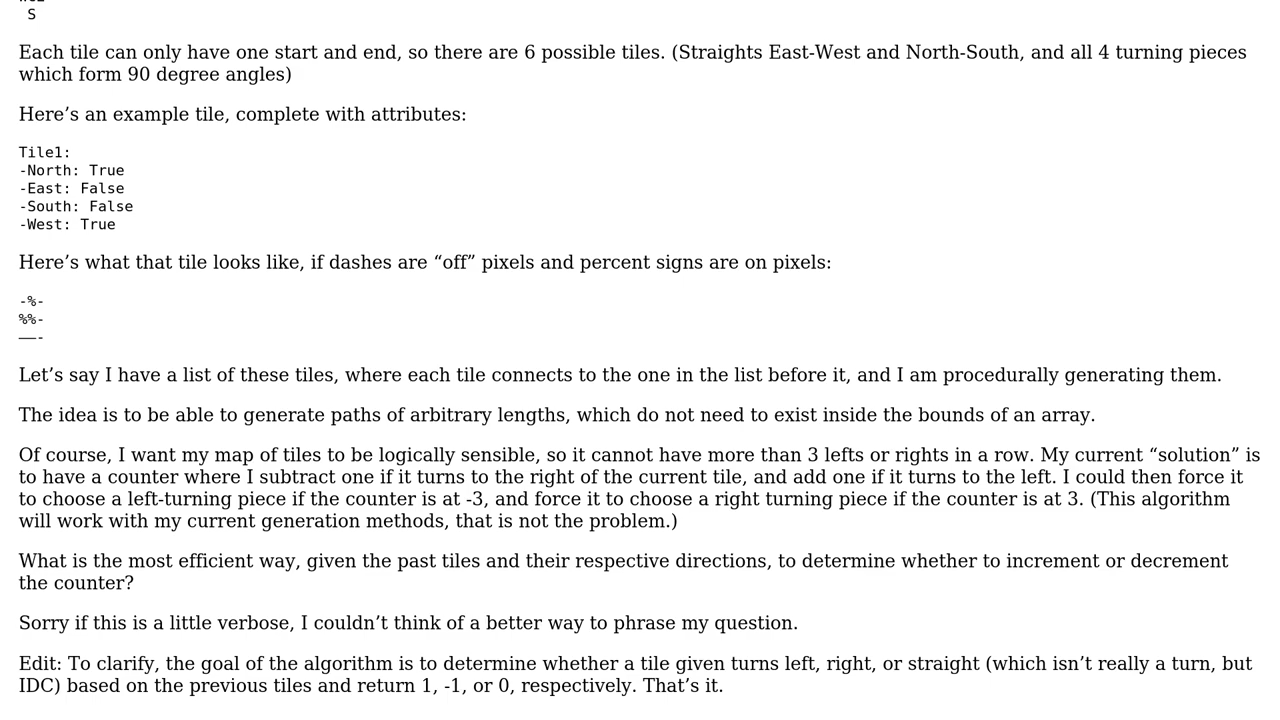 S
Each tile can only have one start and end, so there are 6 possible tiles. (Straights East-West and North-South, and all 4 turning pieces
which form 90 degree angles)
Here’s an example tile, complete with attributes:
Tile1:
-North: True
-East: False
-South: False
-West: True
Here’s what that tile looks like, if dashes are “off” pixels and percent signs are on pixels:
-%-
%%-
—-
Let’s say I have a list of these tiles, where each tile connects to the one in the list before it, and I am procedurally generating them.
The idea is to be able to generate paths of arbitrary lengths, which do not need to exist inside the bounds of an array.
Of course, I want my map of tiles to be logically sensible, so it cannot have more than 3 lefts or rights in a row. My current “solution” is
to have a counter where I subtract one if it turns to the right of the current tile, and add one if it turns to the left. I could then force it
to choose a left-turning piece if the counter is at -3, and force it to choose a right turning piece if the counter is at 3. (This algorithm
will work with my current generation methods, that is not the problem.)
What is the most efficient way, given the past tiles and their respective directions, to determine whether to increment or decrement
the counter?
Sorry if this is a little verbose, I couldn’t think of a better way to phrase my question.
Edit: To clarify, the goal of the algorithm is to determine whether a tile given turns left, right, or straight (which isn’t really a turn, but
IDC) based on the previous tiles and return 1, -1, or 0, respectively. That’s it.